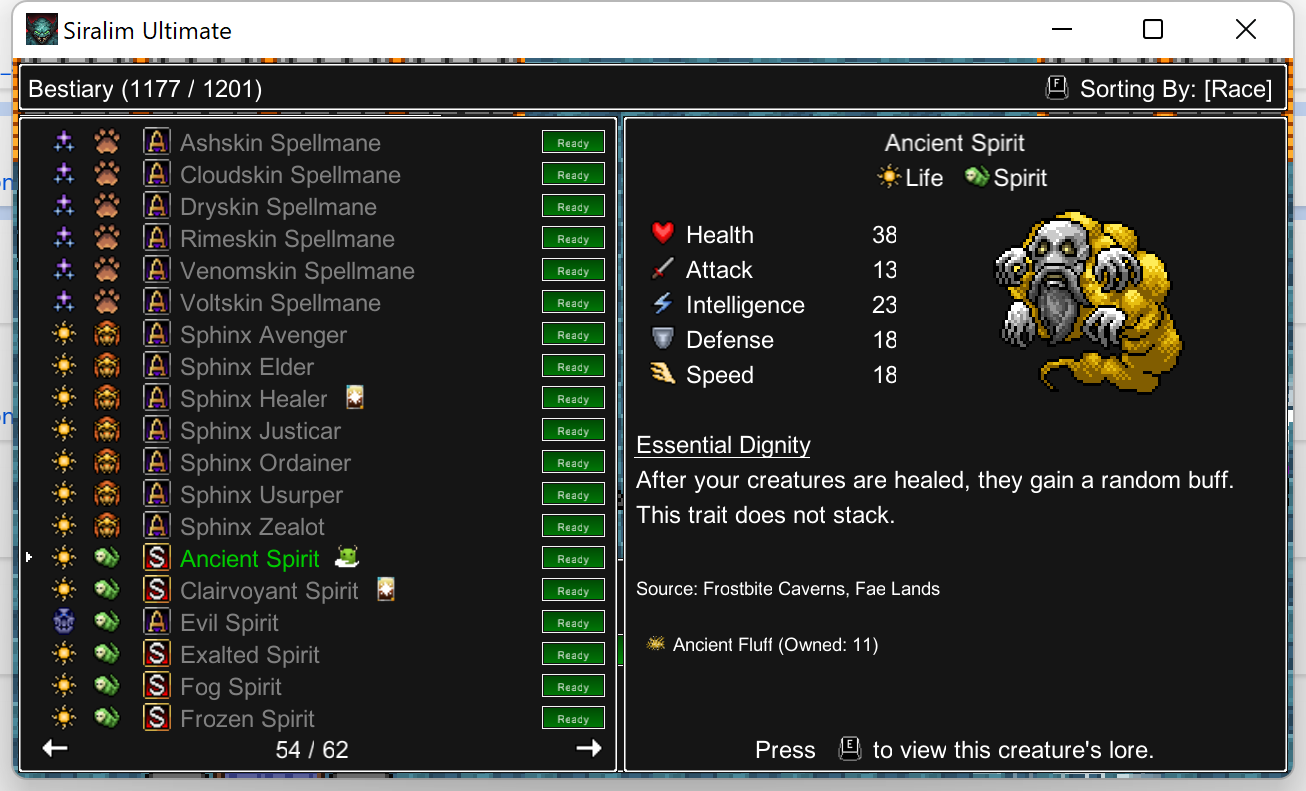 Siralim Ultimate
Bestiary (1177 / 1201)
F Sorting By: [Race]
A Ashskin Spellmane Ready
A Cloudskin Spellmane Ready
A Dryskin Spellmane Ready
A Rimeskin Spellmane Ready
A Venomskin Spellmane Ready
A Voltskin Spellmane Ready
A Sphinx Avenger Ready
A Sphinx Elder Ready
A Sphinx Healer Ready
A Sphinx Justicar Ready
A Sphinx Ordainer Ready
A Sphinx Usurper Ready
A Sphinx Zealot Ready
S Ancient Spirit Ready
S Clairvoyant Spirit Ready
A Evil Spirit Ready
S Exalted Spirit Ready
S Fog Spirit Ready
S Frozen Spirit Ready
54 / 62
Ancient Spirit
Life Spirit
Health 38
Attack 13
Intelligence 23
Defense 18
Speed 18
Essential Dignity
After your creatures are healed, they gain a random buff.
This trait does not stack.
Source: Frostbite Caverns, Fae Lands
Ancient Fluff (Owned: 11)
Press E to view this creature's lore.